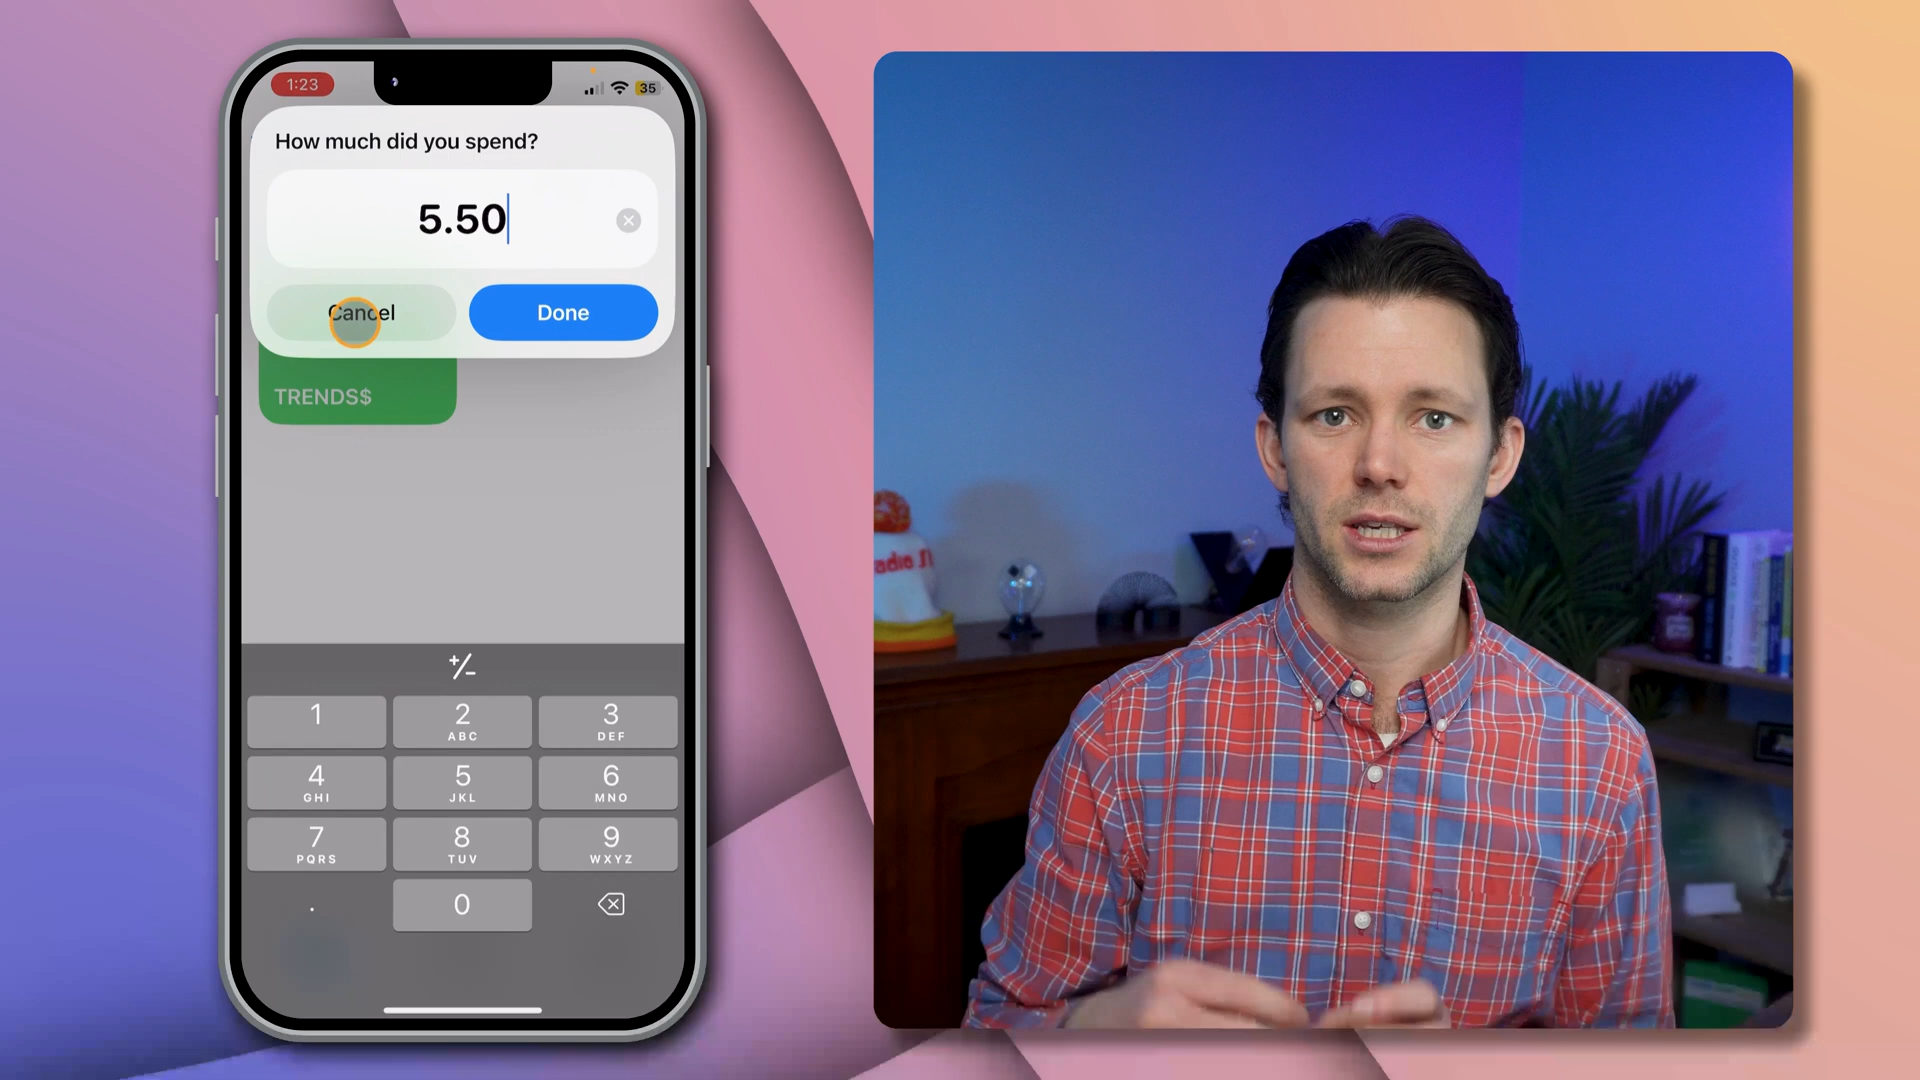 1:23
35
How much did you spend?
5.50
Cancel
Done
TRENDS$
+/-
1
2
ABC
3
DEF
4
GHI
5
JKL
6
MNO
7
PQRS
8
TUV
9
WXYZ
.
0